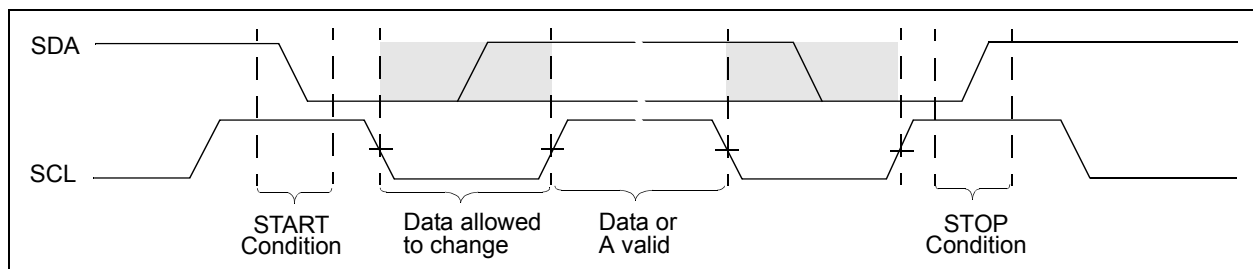 SDA
SCL
START
Condition
Data allowed
to change
Data or
A valid
STOP
Condition